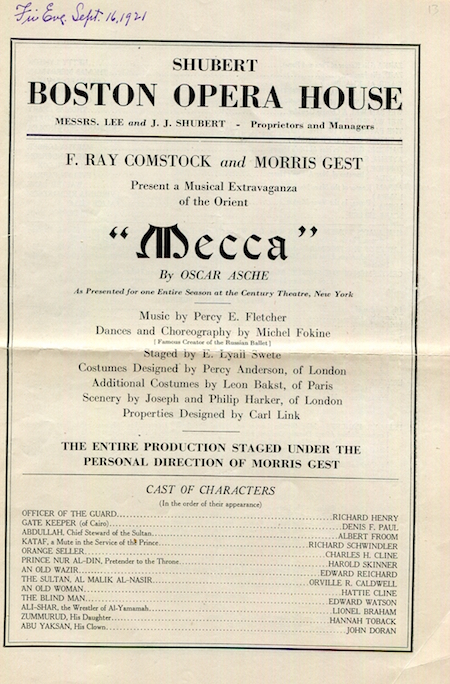 Fri Eve. Sept. 16, 1921
13
SHUBERT
BOSTON OPERA HOUSE
MESSRS. LEE and J. J. SHUBERT - Proprietors and Managers
F. RAY COMSTOCK and MORRIS GEST
Present a Musical Extravaganza
of the Orient
"Mecca"
By OSCAR ASCHE
As Presented for one Entire Season at the Century Theatre, New York
Music by Percy E. Fletcher
Dances and Choreography by Michel Fokine
[Famous Creator of the Russian Ballet]
Staged by E. Lyall Swete
Costumes Designed by Percy Anderson, of London
Additional Costumes by Leon Bakst, of Paris
Scenery by Joseph and Philip Harker, of London
Properties Designed by Carl Link
THE ENTIRE PRODUCTION STAGED UNDER THE
PERSONAL DIRECTION OF MORRIS GEST
CAST OF CHARACTERS
(In the order of their appearance)
OFFICER OF THE GUARD RICHARD HENRY
GATE KEEPER (of Cairo) DENIS F. PAUL
ABDULLAH, Chief Steward of the Sultan ALBERT FROOM
KATAF, a Mute in the Service of the Prince RICHARD SCHWINDLER
ORANGE SELLER CHARLES H. CLINE
PRINCE NUR AL-DIN, Pretender to the Throne HAROLD SKINNER
AN OLD WAZIR EDWARD REICHARD
THE SULTAN, AL MALIK AL-NASIR ORVILLE R. CALDWELL
AN OLD WOMAN HATTIE CLINE
THE BLIND MAN EDWARD WATSON
ALI-SHAR, the Wrestler of Al-Yamamah LIONEL BRAHAM
ZUMMURUD, His Daughter HANNAH TOBACK
ABU YAKSAN, His Clown JOHN DORAN